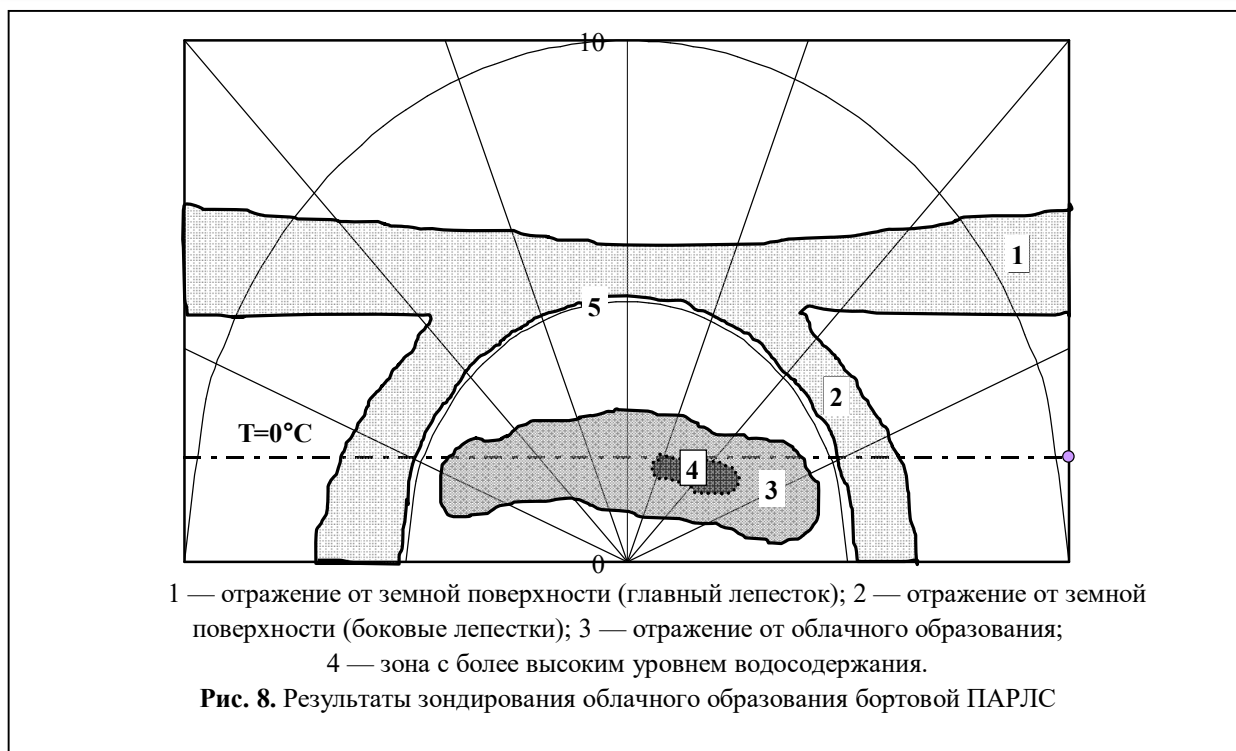 10
1
5
2
T=0°C
4
3
0
1 — отражение от земной поверхности (главный лепесток); 2 — отражение от земной
поверхности (боковые лепестки); 3 — отражение от облачного образования;
4 — зона с более высоким уровнем водосодержания.
Рис. 8. Результаты зондирования облачного образования бортовой ПАРЛС